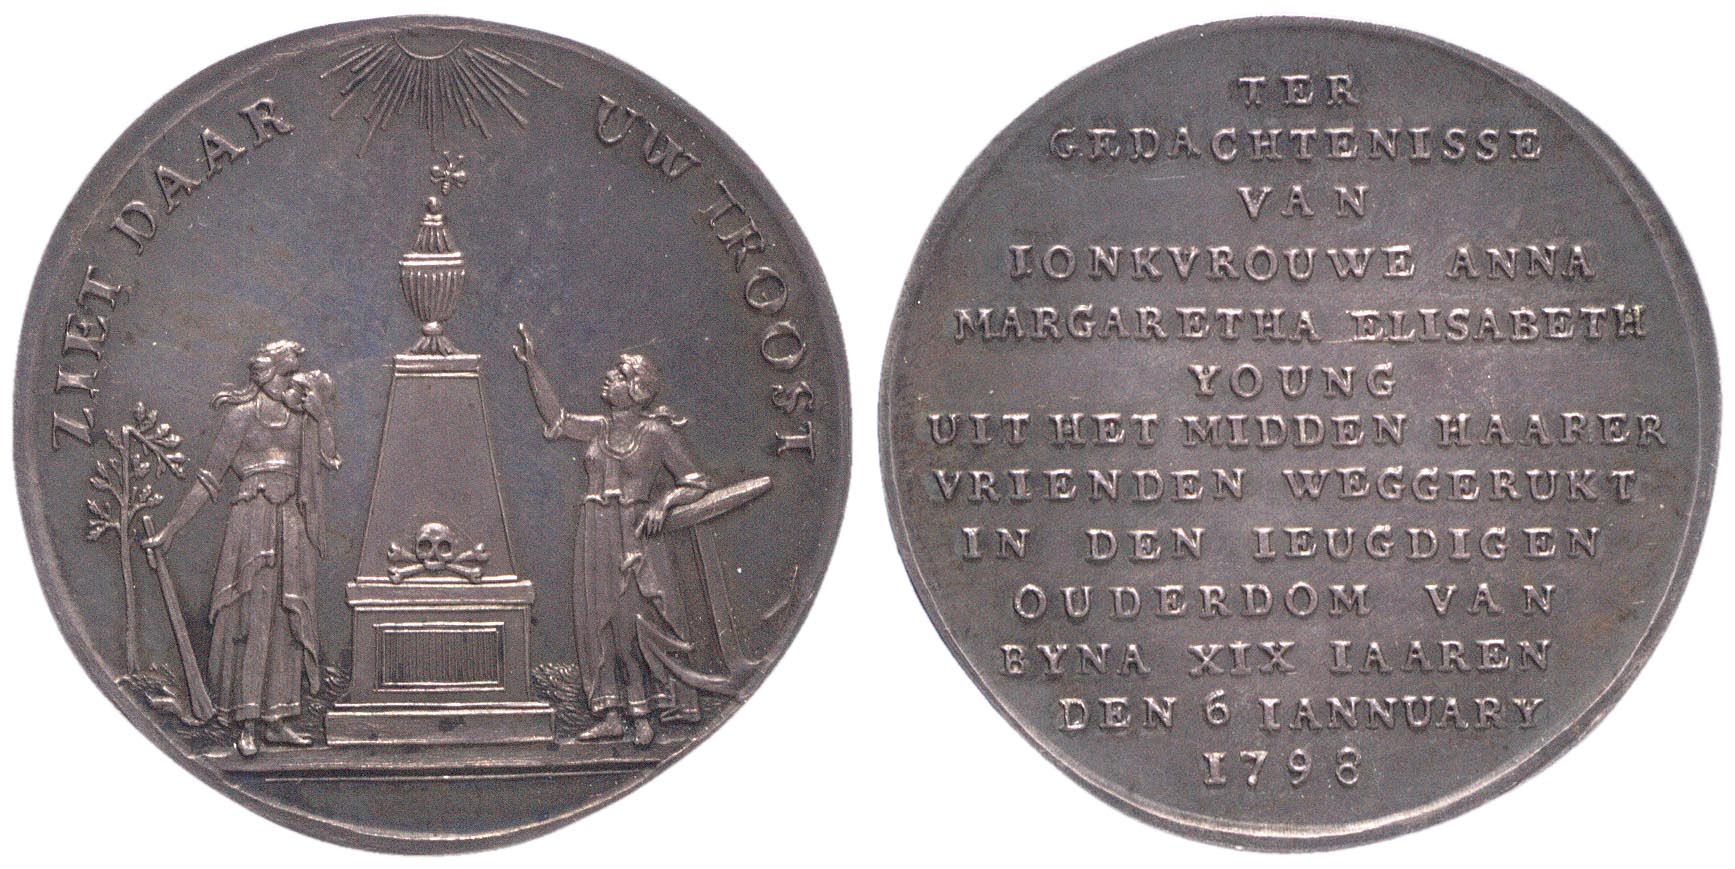 ZIET DAAR UW TROOST
TER
GEDACHTENISSE
VAN
IONKVROUWE ANNA
MARGARETHA ELISABETH
YOUNG
UIT HET MIDDEN HAARER
VRIENDEN WEGGERUKT
IN DEN IEUGDIGEN
OUDERDOM VAN
BYNA XIX IAAREN
DEN 6 IANNUARY
1798